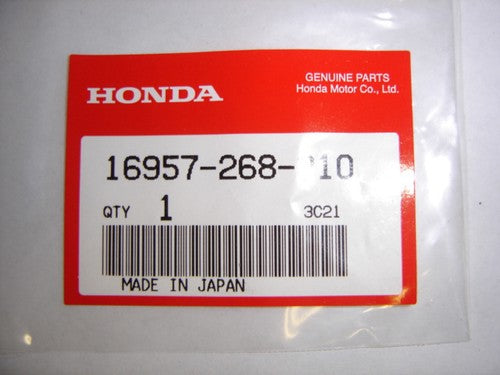 HONDA
GENUINE PARTS
Honda Motor Co., Ltd.
16957-268-
QTY 1 3C21
MADE IN JAPAN